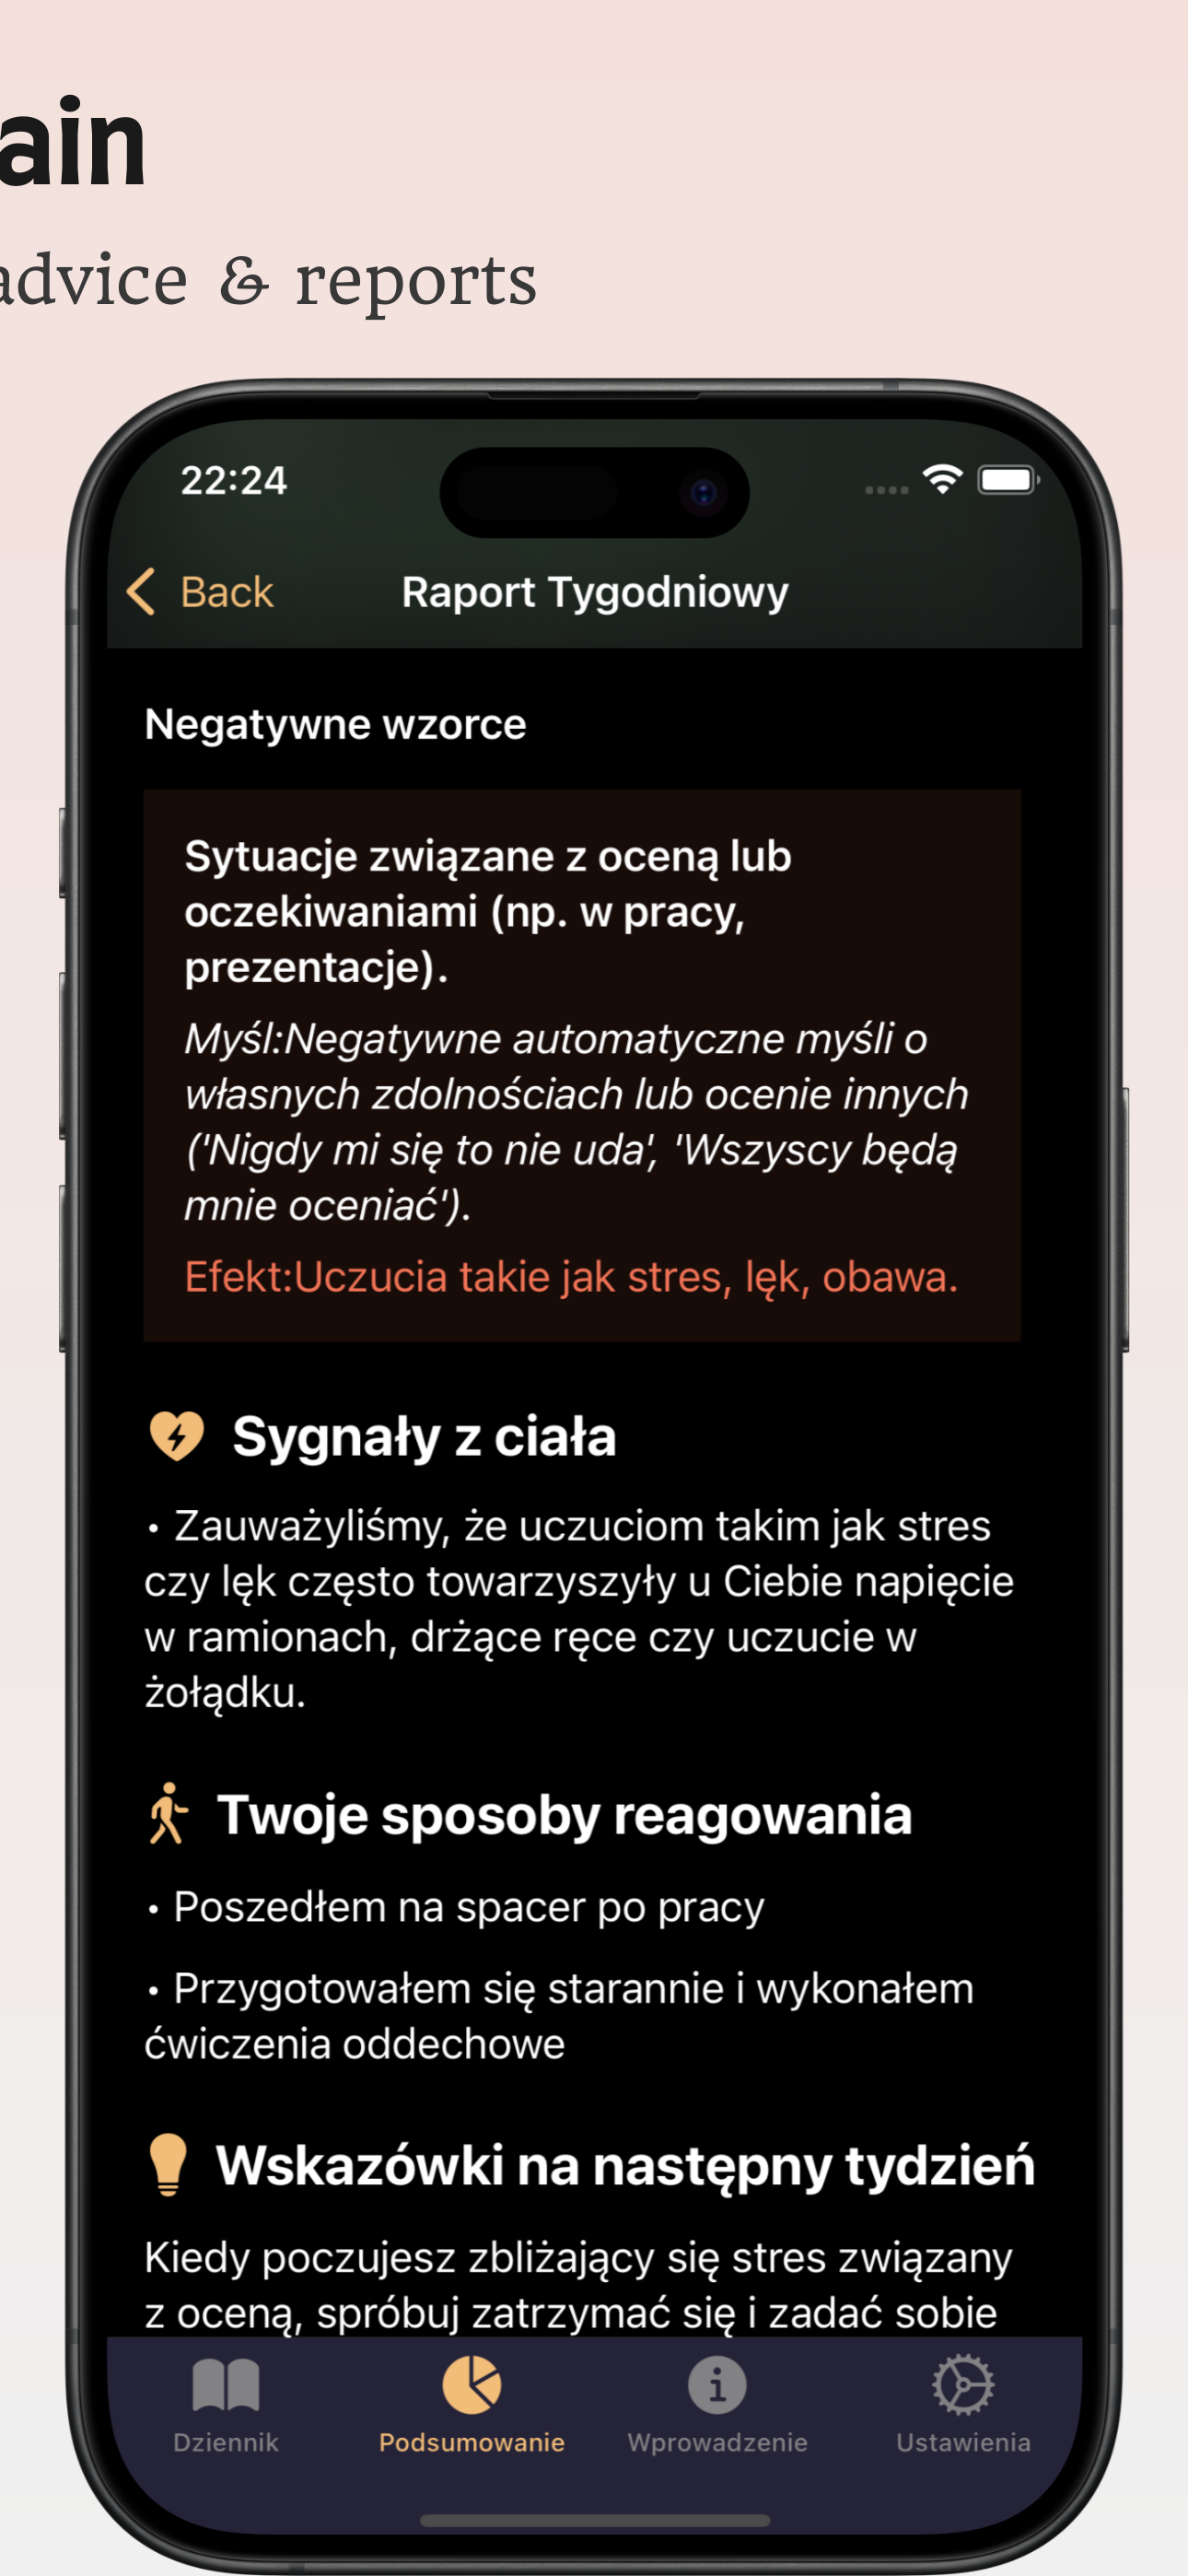 ain
advice & reports
22:24
Back
Raport Tygodniowy
Negatywne wzorce
Sytuacje związane z oceną lub
oczekiwaniami (np. w pracy,
prezentacje).
Myśl:Negatywne automatyczne myśli o
własnych zdolnościach lub ocenie innych
('Nigdy mi się to nie uda', 'Wszyscy będą
mnie oceniać').
Efekt:Uczucia takie jak stres, lęk, obawa.
Sygnały z ciała
• Zauważyliśmy, że uczuciom takim jak stres
czy lęk często towarzyszyły u Ciebie napięcie
w ramionach, drżące ręce czy uczucie w
żołądku.
Twoje sposoby reagowania
• Poszedłem na spacer po pracy
• Przygotowałem się starannie i wykonałem
ćwiczenia oddechowe
Wskazówki na następny tydzień
Kiedy poczujesz zbliżający się stres związany
z oceną, spróbuj zatrzymać się i zadać sobie
Dziennik
Podsumowanie
Wprowadzenie
Ustawienia